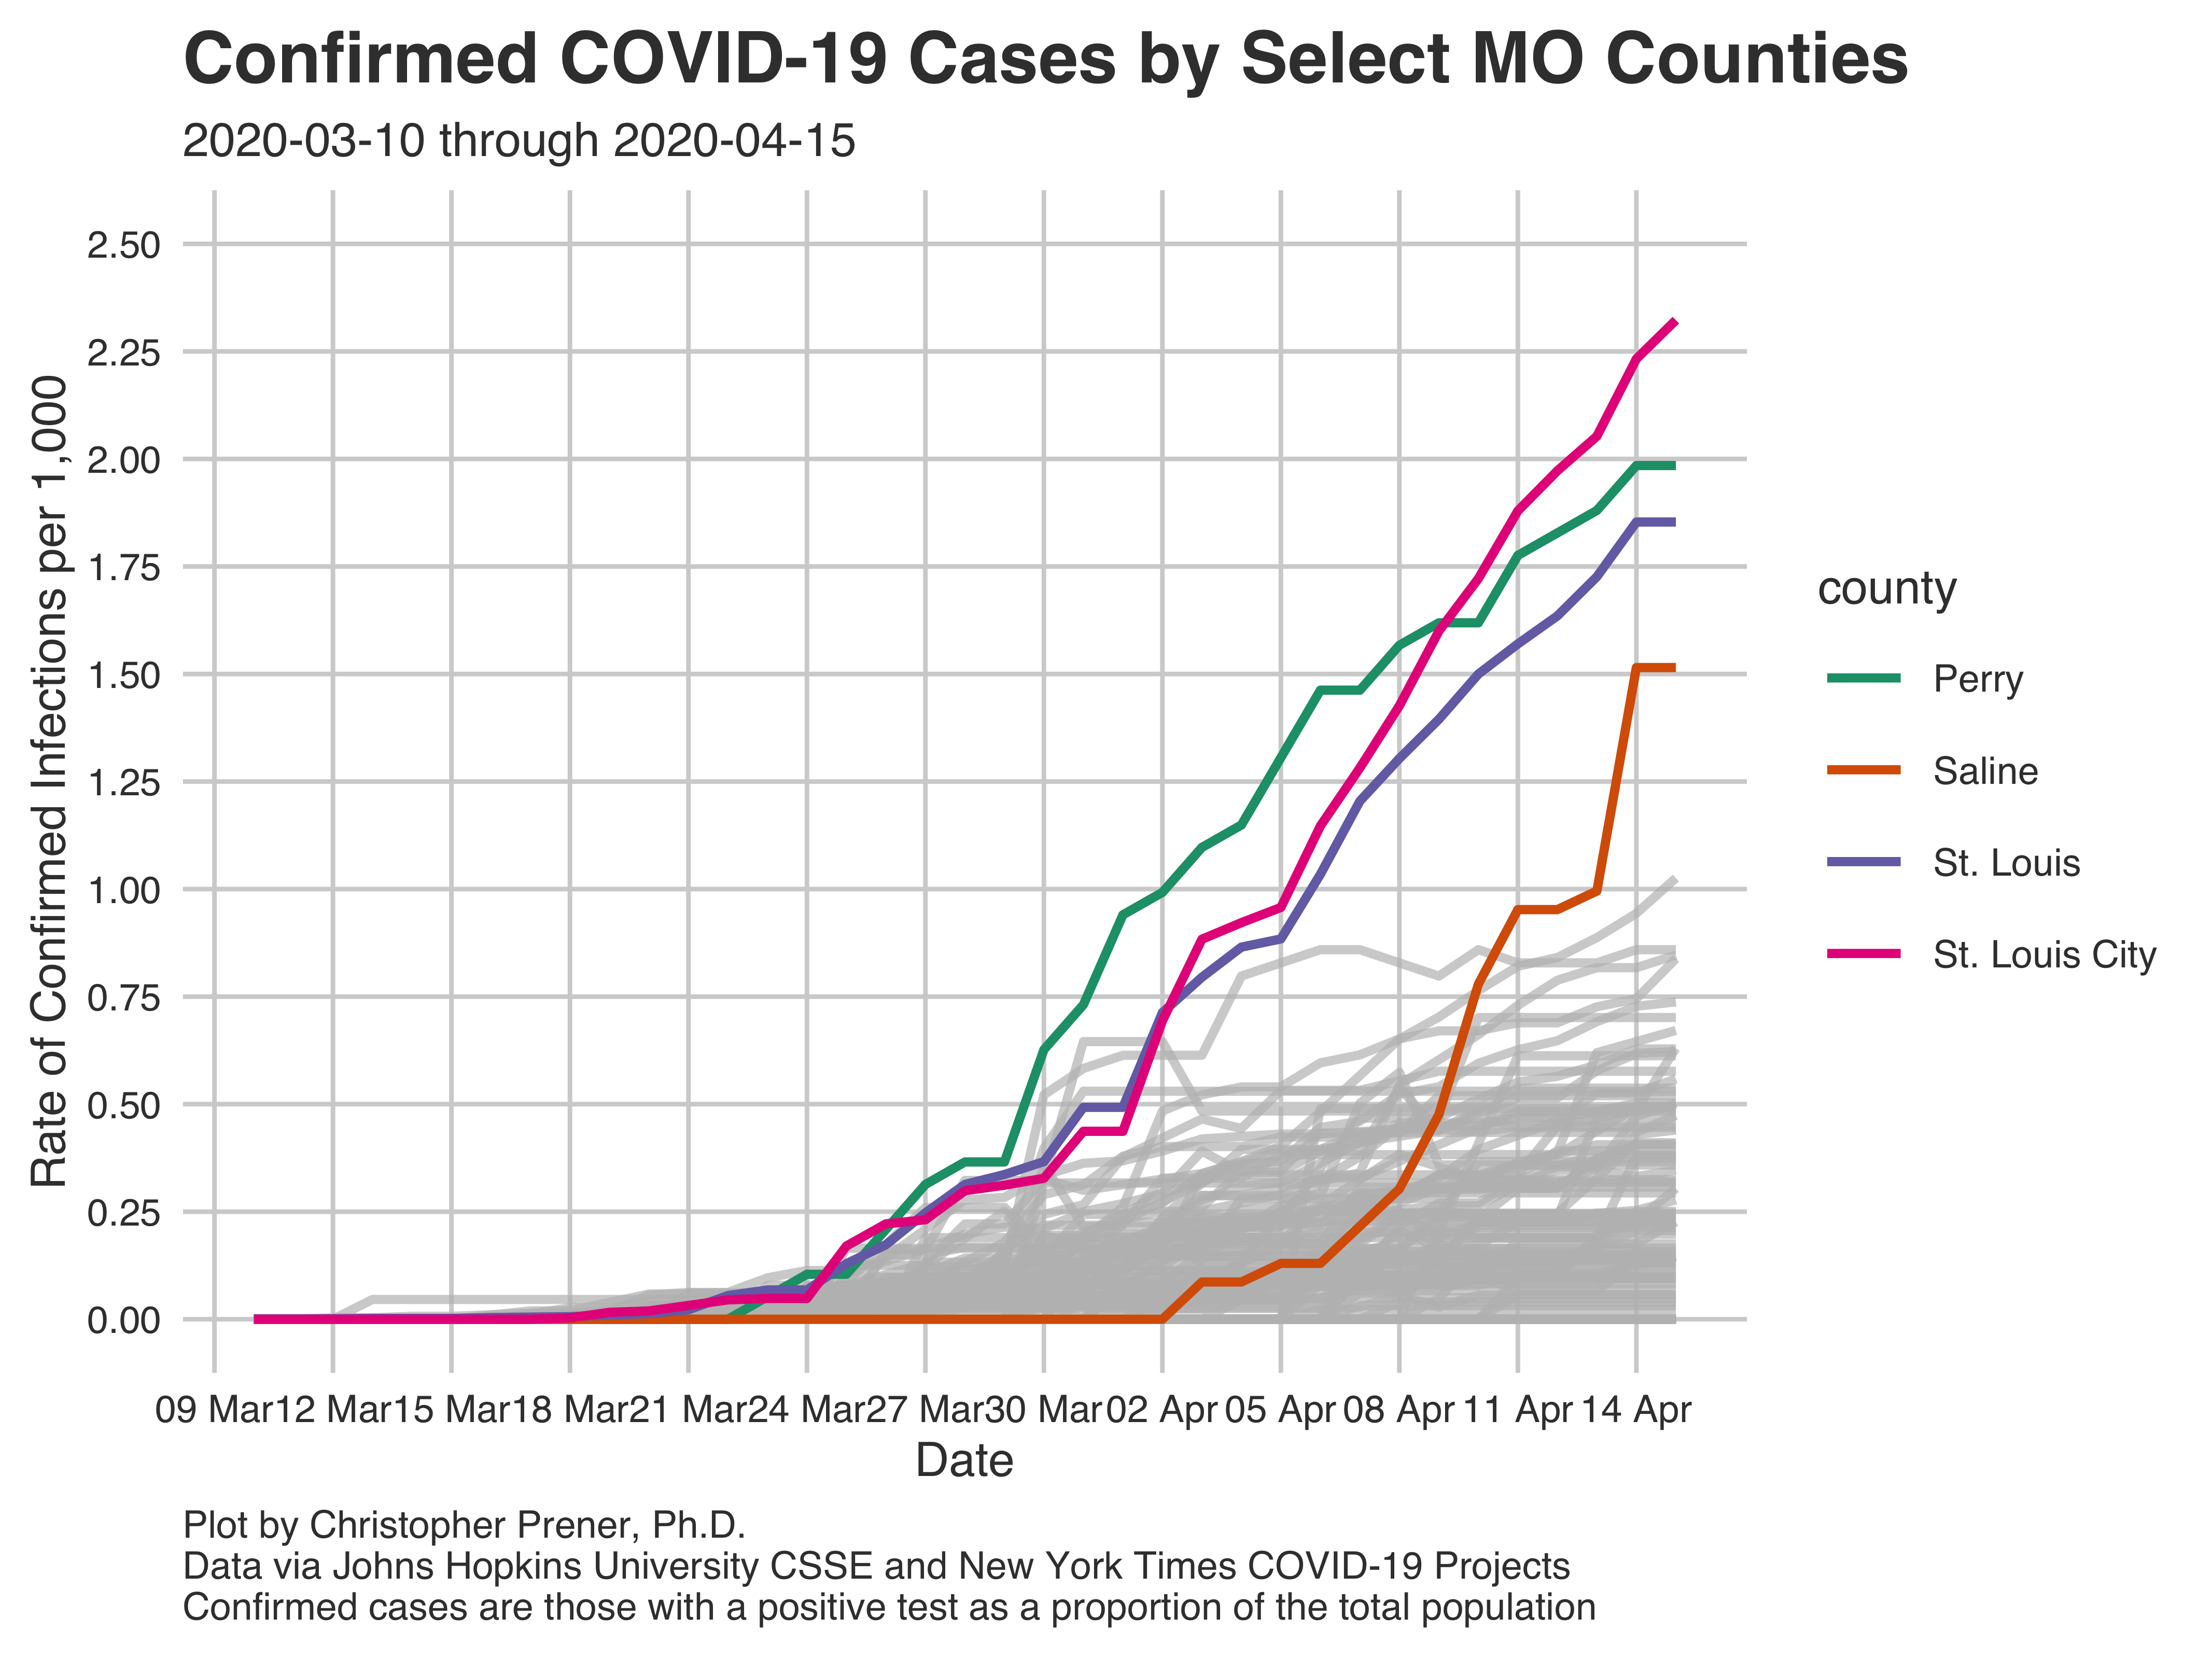 Confirmed COVID-19 Cases by Select MO Counties
2020-03-10 through 2020-04-15
Rate of Confirmed Infections per 1,000
2.50
2.25
2.00
1.75
1.50
1.25
1.00
0.75
0.50
0.25
0.00
09 Mar 12 Mar 15 Mar 18 Mar 21 Mar 24 Mar 27 Mar 30 Mar 02 Apr 05 Apr 08 Apr 11 Apr 14 Apr
Date
county
Perry
Saline
St. Louis
St. Louis City
Plot by Christopher Prener, Ph.D.
Data via Johns Hopkins University CSSE and New York Times COVID-19 Projects
Confirmed cases are those with a positive test as a proportion of the total population